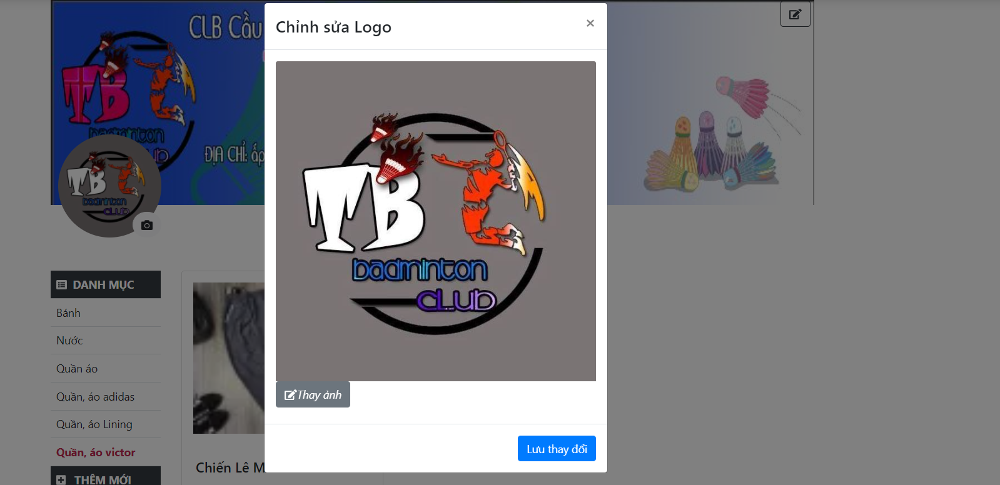 CLB Cầu
TB
badminton
club
ĐỊA CHỈ: ấp
TB
badminton
CLUB
Chỉnh sửa Logo
×
TB
badminton
CLUB
Thay ảnh
Lưu thay đổi
DANH MỤC
Bánh
Nước
Quần áo
Quần, áo adidas
Quần, áo Lining
Quần, áo victor
THÊM MỚI
Chiến Lê M